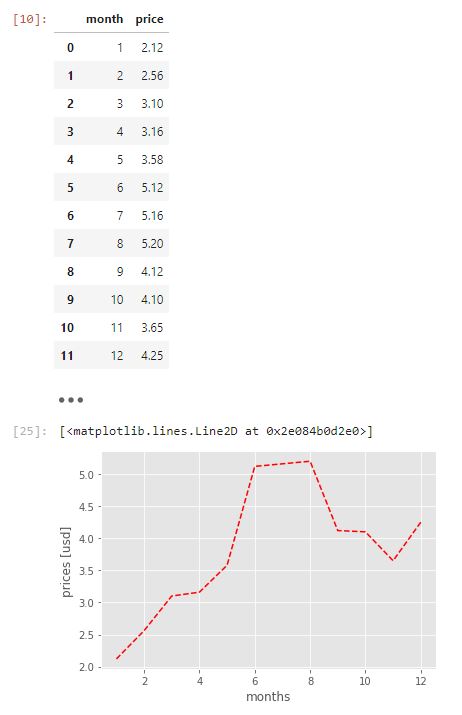 [10]: month price
0 1 2.12
1 2 2.56
2 3 3.10
3 4 3.16
4 5 3.58
5 6 5.12
6 7 5.16
7 8 5.20
8 9 4.12
9 10 4.10
10 11 3.65
11 12 4.25
•••
[25]: [<matplotlib.lines.Line2D at 0x2e084b0d2e0>]
5.0
4.5
4.0
prices [usd]
3.5
3.0
2.5
2.0
2 4 6 8 10 12
months